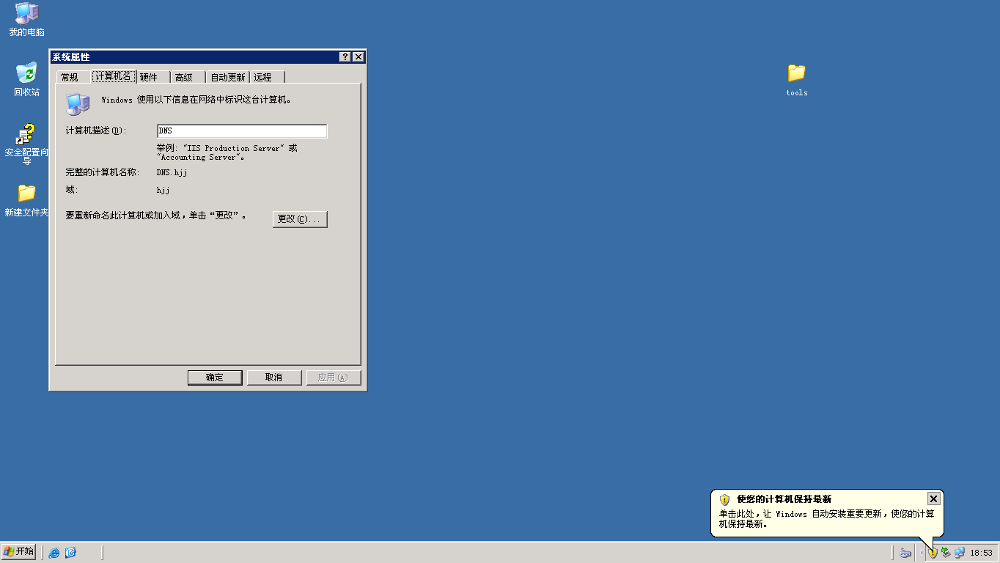 我的电脑
回收站
安全配置向
导
新建文件夹
tools
系统属性
常规
计算机名
硬件
高级
自动更新
远程
Windows 使用以下信息在网络中标识这台计算机。
计算机描述(D):
DNS
举例: "IIS Production Server" 或
"Accounting Server"。
完整的计算机名称:
DNS.hjj
域:
hjj
要重新命名此计算机或加入域，单击“更改”。
更改(C)...
确定
取消
应用(A)
使您的计算机保持最新
单击此处，让 Windows 自动安装重要更新，使您的计算
机保持最新。
开始
18:53